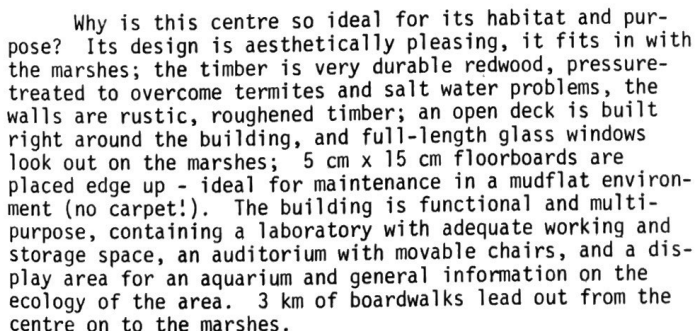 Why is this centre so ideal for its habitat and pur-
pose? Its design is aesthetically pleasing, it fits in with
the marshes; the timber is very durable redwood, pressure-
treated to overcome termites and salt water problems, the
walls are rustic, roughened timber; an open deck is built
right around the building, and full-length glass windows
look out on the marshes; 5 cm x 15 cm floorboards are
placed edge up - ideal for maintenance in a mudflat environ-
ment (no carpet!). The building is functional and multi-
purpose, containing a laboratory with adequate working and
storage space, an auditorium with movable chairs, and a dis-
play area for an aquarium and general information on the
ecology of the area. 3 km of boardwalks lead out from the
centre on to the marshes.